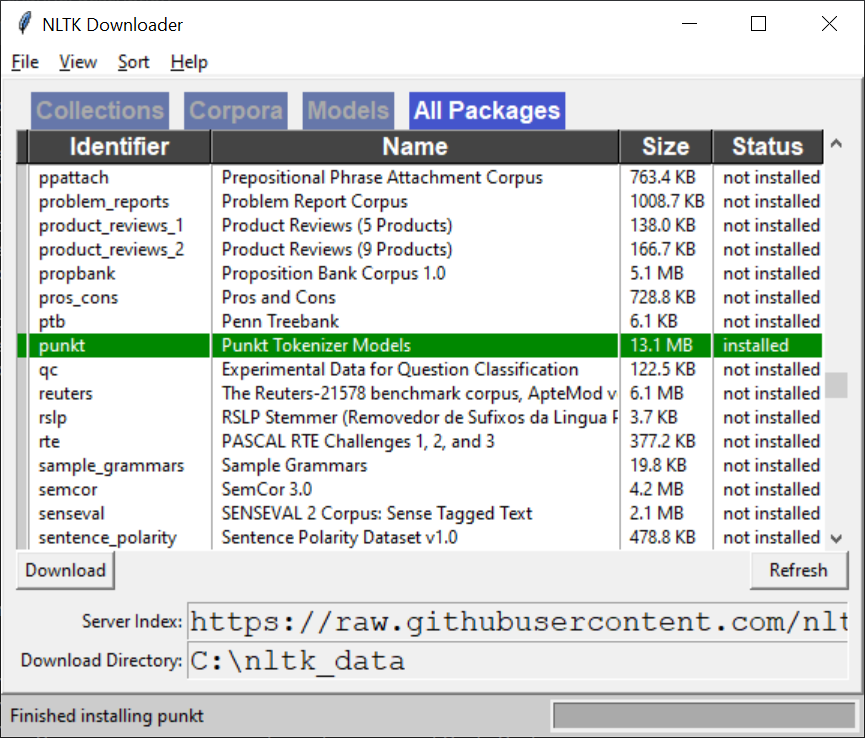 NLTK Downloader
File View Sort Help
Collections Corpora Models All Packages
Identifier Name Size Status
ppattach Prepositional Phrase Attachment Corpus 763.4 KB not installed
problem_reports Problem Report Corpus 1008.7 KB not installed
product_reviews_1 Product Reviews (5 Products) 138.0 KB not installed
product_reviews_2 Product Reviews (9 Products) 166.7 KB not installed
propbank Proposition Bank Corpus 1.0 5.1 MB not installed
pros_cons Pros and Cons 728.8 KB not installed
ptb Penn Treebank 6.1 KB not installed
punkt Punkt Tokenizer Models 13.1 MB installed
qc Experimental Data for Question Classification 122.5 KB not installed
reuters The Reuters-21578 benchmark corpus, ApteMod v 6.1 MB not installed
rslp RSLP Stemmer (Removedor de Sufixos da Lingua P 3.7 KB not installed
rte PASCAL RTE Challenges 1, 2, and 3 377.2 KB not installed
sample_grammars Sample Grammars 19.8 KB not installed
semcor SemCor 3.0 4.2 MB not installed
senseval SENSEVAL 2 Corpus: Sense Tagged Text 2.1 MB not installed
sentence_polarity Sentence Polarity Dataset v1.0 478.8 KB not installed
Download Refresh
Server Index: https://raw.githubusercontent.com/nlt
Download Directory: C:\nltk_data
Finished installing punkt